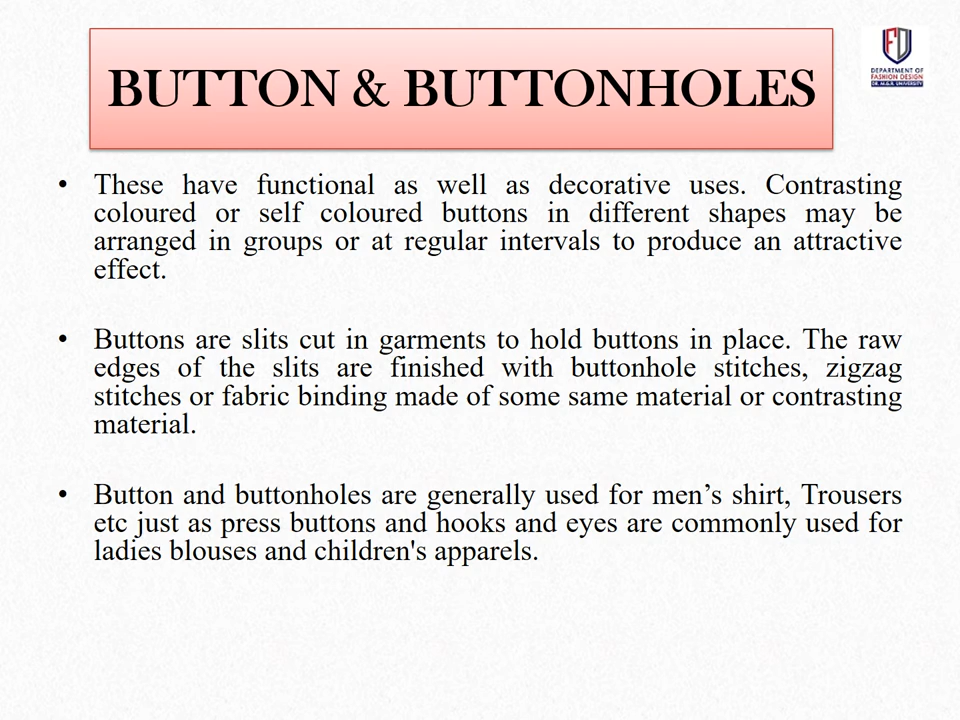 BUTTON & BUTTONHOLES
DEPARTMENT OF
FASHION DESIGN
DR. M.G.R. UNIVERSITY
• These have functional as well as decorative uses. Contrasting
coloured or self coloured buttons in different shapes may be
arranged in groups or at regular intervals to produce an attractive
effect.
• Buttons are slits cut in garments to hold buttons in place. The raw
edges of the slits are finished with buttonhole stitches, zigzag
stitches or fabric binding made of some same material or contrasting
material.
• Button and buttonholes are generally used for men’s shirt, Trousers
etc just as press buttons and hooks and eyes are commonly used for
ladies blouses and children's apparels.